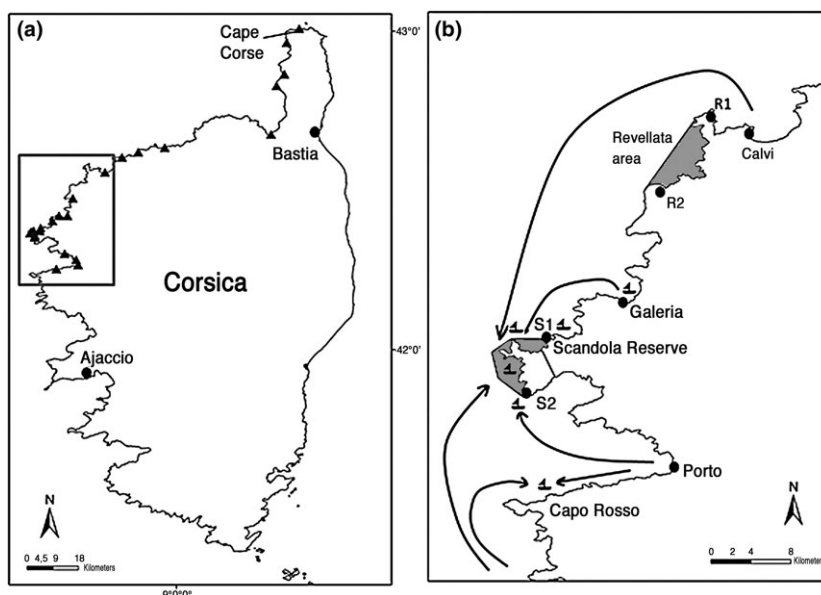 (a)
Cape
Corse
43°0'
Bastia
Corsica
42°0'
Ajaccio
N
0 4,5 9 18
Kilometers
9°0'0"
(b)
R1
Revellata
area
Calvi
R2
Galeria
S1
Scandola Reserve
S2
Porto
Capo Rosso
N
0 2 4 8
Kilometers